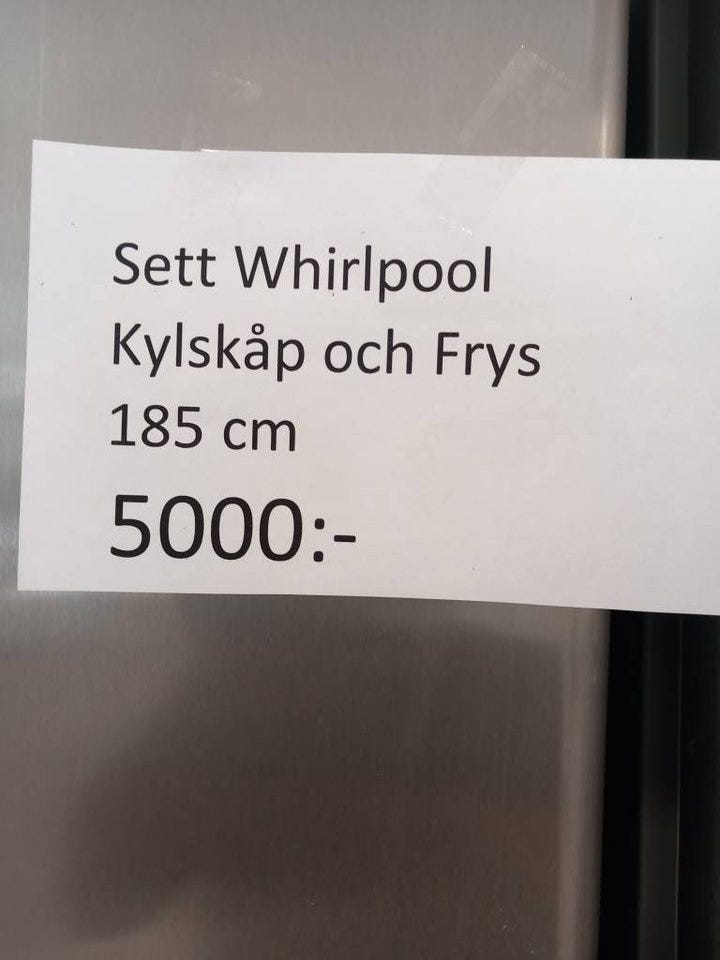 Sett Whirlpool
Kylskåp och Frys
185 cm
5000:-